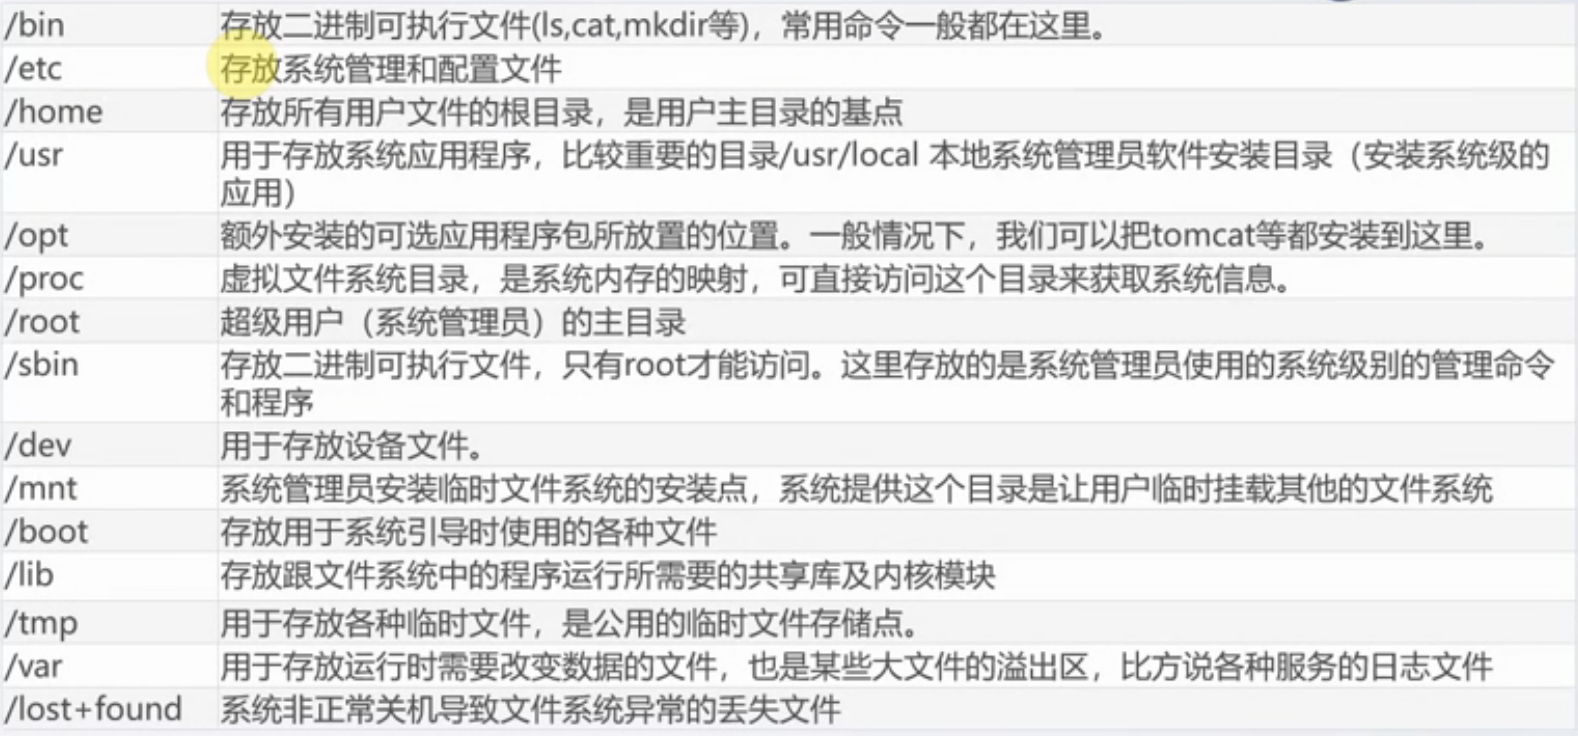 /bin 存放二进制可执行文件(ls,cat,mkdir等)，常用命令一般都在这里。
/etc 存放系统管理和配置文件
/home 存放所有用户文件的根目录，是用户主目录的基点
/usr 用于存放系统应用程序，比较重要的目录/usr/local 本地系统管理员软件安装目录（安装系统级的
应用）
/opt 额外安装的可选应用程序包所放置的位置。一般情况下，我们可以把tomcat等都安装到这里。
/proc 虚拟文件系统目录，是系统内存的映射，可直接访问这个目录来获取系统信息。
/root 超级用户（系统管理员）的主目录
/sbin 存放二进制可执行文件，只有root才能访问。这里存放的是系统管理员使用的系统级别的管理命令
和程序
/dev 用于存放设备文件。
/mnt 系统管理员安装临时文件系统的安装点，系统提供这个目录是让用户临时挂载其他的文件系统
/boot 存放用于系统引导时使用的各种文件
/lib 存放跟文件系统中的程序运行所需要的共享库及内核模块
/tmp 用于存放各种临时文件，是公用的临时文件存储点。
/var 用于存放运行时需要改变数据的文件，也是某些大文件的溢出区，比方说各种服务的日志文件
/lost+found 系统非正常关机导致文件系统异常的丢失文件